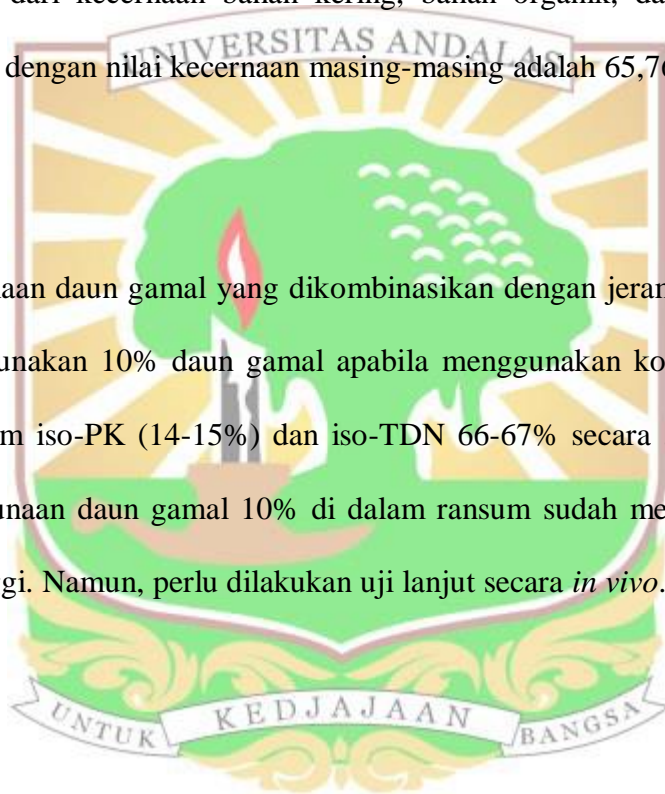 dari kecernaan bahan kering, bahan organik, da
UNIVERSITAS ANDALAS
dengan nilai kecernaan masing-masing adalah 65,76
aan daun gamal yang dikombinasikan dengan jeram
unakan 10% daun gamal apabila menggunakan ko
m iso-PK (14-15%) dan iso-TDN 66-67% secara
unaan daun gamal 10% di dalam ransum sudah me
gi. Namun, perlu dilakukan uji lanjut secara in vivo.
UNTUK KEDJAJAAN BANGSA